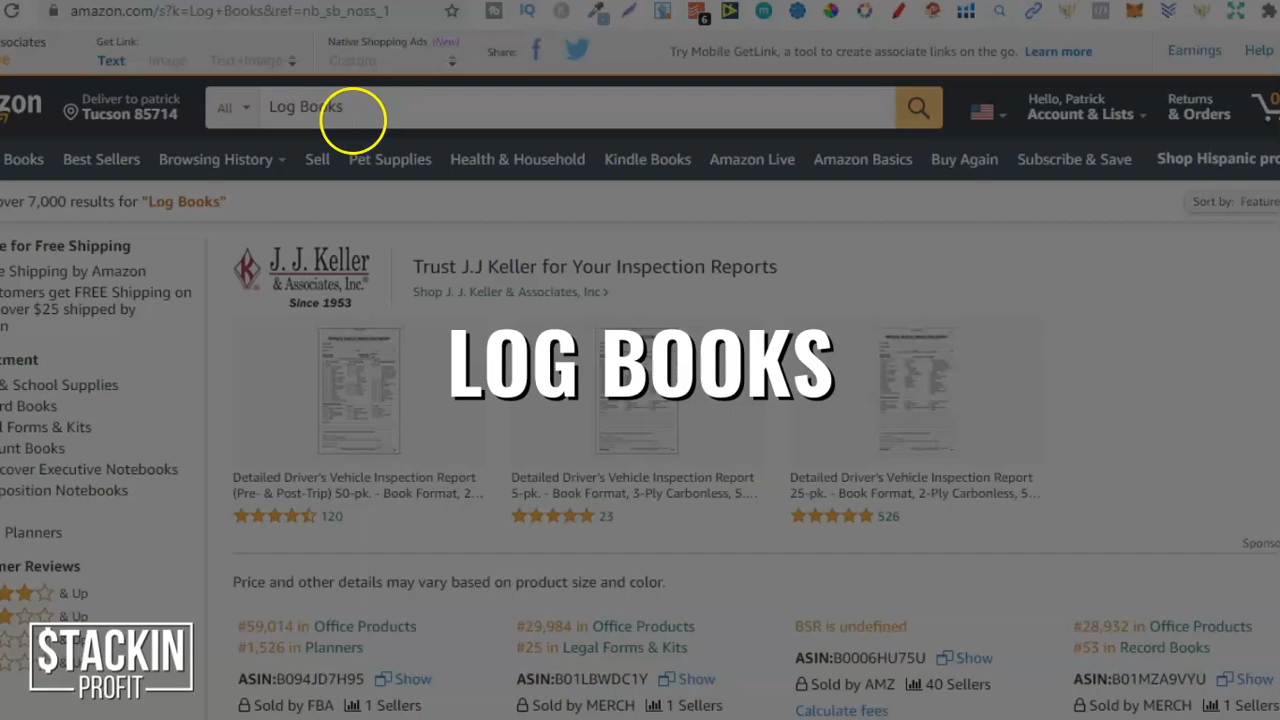 amazon.com/s?k=Log+Books&ref=nb_sb_noss_1
IQ
6
sociates
Get Link:
Native Shopping Ads (New)
Share:
Try Mobile GetLink, a tool to create associate links on the go. Learn more
Earnings
Help
Text
Image
Text+Image
Custom
zon
Deliver to patrick
Tucson 85714
All
Log Books
Hello, Patrick
Account & Lists
Returns
& Orders
Books
Best Sellers
Browsing History
Sell
Pet Supplies
Health & Household
Kindle Books
Amazon Live
Amazon Basics
Buy Again
Subscribe & Save
Shop Hispanic pr
over 7,000 results for "Log Books"
Sort by: Feature
e for Free Shipping
e Shipping by Amazon
tomers get FREE Shipping on
over $25 shipped by
n
tment
& School Supplies
rd Books
l Forms & Kits
unt Books
cover Executive Notebooks
position Notebooks
Planners
mer Reviews
& Up
& Up
J. J. Keller
& Associates, Inc.®
Since 1953
Trust J.J Keller for Your Inspection Reports
Shop J. J. Keller & Associates, Inc ›
LOG BOOKS
Detailed Driver's Vehicle Inspection Report
(Pre- & Post-Trip) 50-pk. - Book Format, 2...
120
Detailed Driver's Vehicle Inspection Report
5-pk. - Book Format, 3-Ply Carbonless, 5....
23
Detailed Driver's Vehicle Inspection Report
25-pk. - Book Format, 2-Ply Carbonless, 5...
526
Sponso
Price and other details may vary based on product size and color.
#59,014 in Office Products
#1,526 in Planners
ASIN:B094JD7H95 Show
Sold by FBA 1 Sellers
#29,984 in Office Products
#25 in Legal Forms & Kits
ASIN:B01LBWDC1Y Show
Sold by MERCH 1 Sellers
BSR is undefined
ASIN:B0006HU75U Show
Sold by AMZ 40 Sellers
Calculate fees
#28,932 in Office Products
#53 in Record Books
ASIN:B01MZA9VYU Show
Sold by MERCH 1 Sellers
$TACKIN
PROFIT